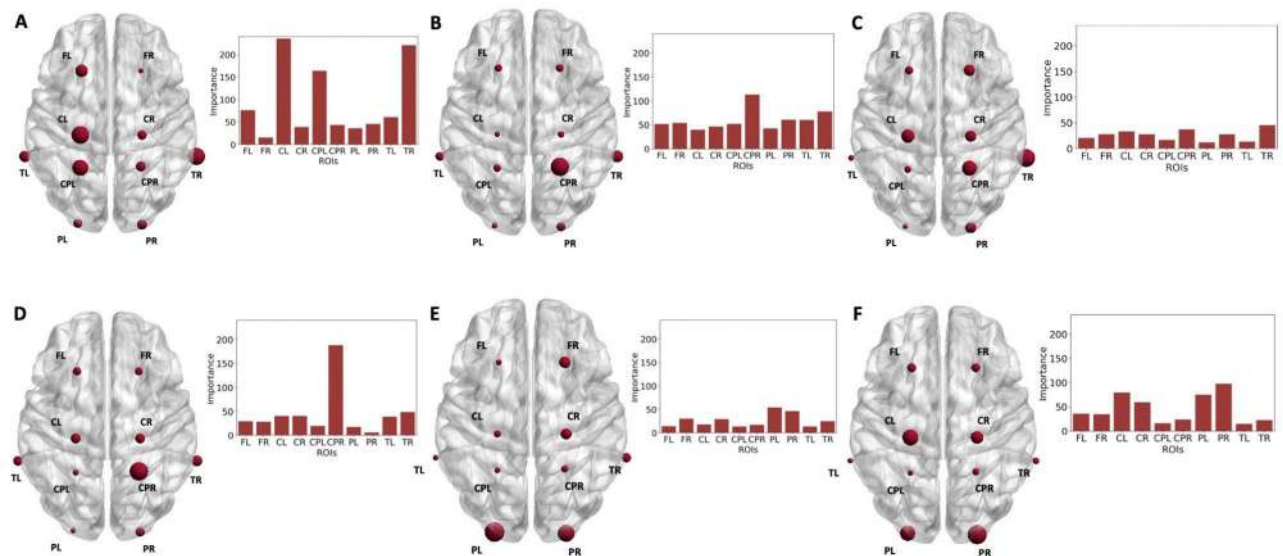 A
FL
FR
CL
CR
TL
TR
CPL
CPR
PL
PR
Importance
200
150
100
50
0
FL FR CL CR CPL CPR PL PR TL TR
ROIs
B
FL
FR
CL
CR
TL
TR
CPL
CPR
PL
PR
Importance
200
150
100
50
0
FL FR CL CR CPL CPR PL PR TL TR
ROIs
C
FL
FR
CL
CR
TL
TR
CPL
CPR
PL
PR
Importance
200
150
100
50
0
FL FR CL CR CPL CPR PL PR TL TR
ROIs
D
FL
FR
CL
CR
TL
TR
CPL
CPR
PL
PR
Importance
200
150
100
50
0
FL FR CL CR CPL CPR PL PR TL TR
ROIs
E
FL
FR
CL
CR
TL
TR
CPL
CPR
PL
PR
Importance
200
150
100
50
0
FL FR CL CR CPL CPR PL PR TL TR
ROIs
F
FL
FR
CL
CR
TL
TR
CPL
CPR
PL
PR
Importance
200
150
100
50
0
FL FR CL CR CPL CPR PL PR TL TR
ROIs